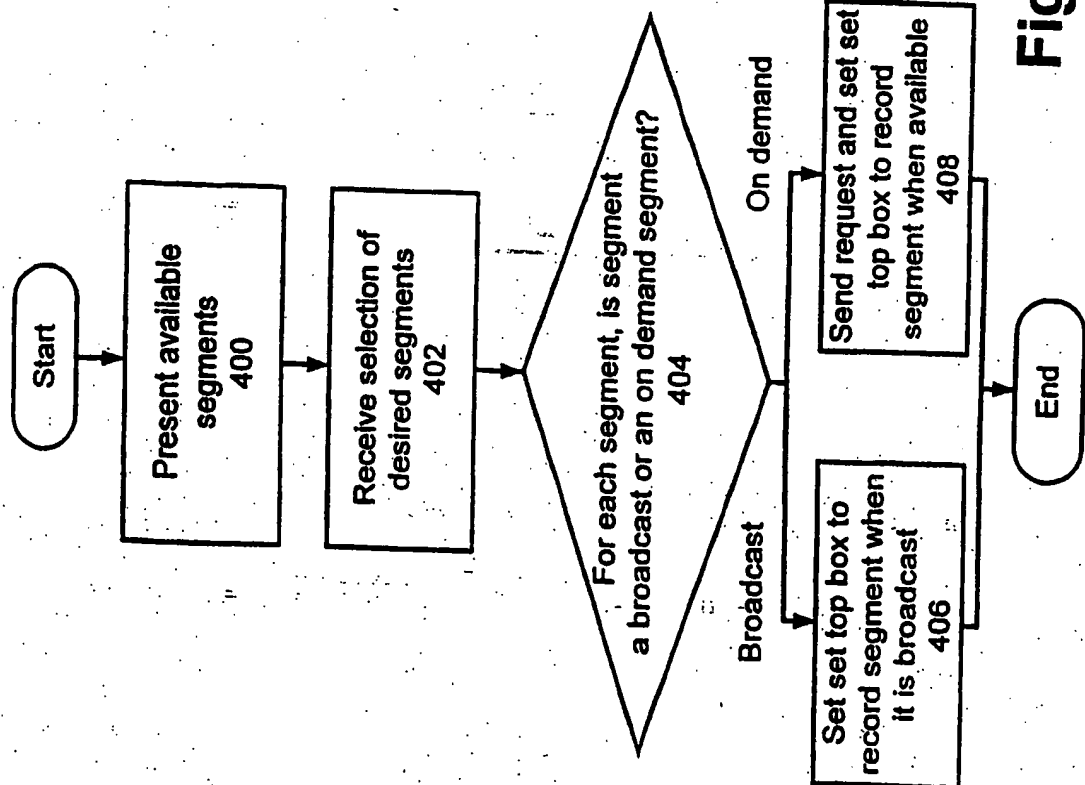 Start
Present available
segments
400
Receive selection of
desired segments
402
For each segment, is segment
a broadcast or an on demand segment?
404
Broadcast
On demand
Set set top box to
record segment when
it is broadcast
406
Send request and set set
top box to record
segment when available
408
End
Fig